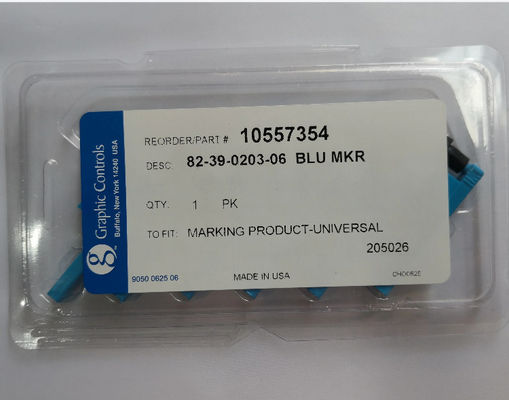 Graphic Controls
Buffalo, New York 14240 USA
REORDER/PART # 10557354
DESC: 82-39-0203-06 BLU MKR
QTY: 1 PK
TO FIT: MARKING PRODUCT-UNIVERSAL
205026
9050 0625 06 MADE IN USA